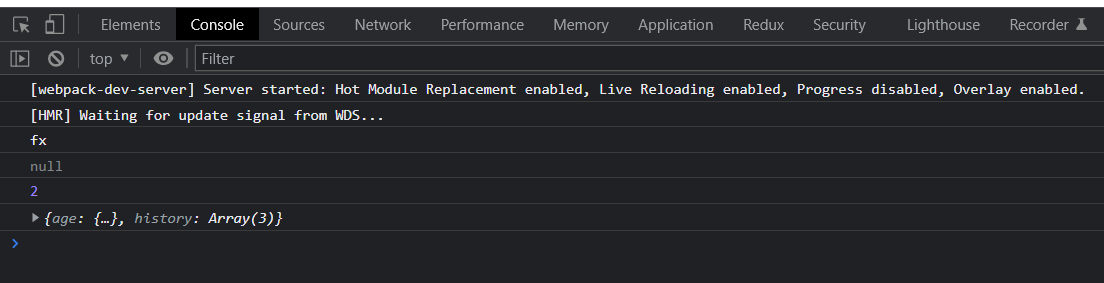 Elements Console Sources Network Performance Memory Application Redux Security Lighthouse Recorder
top Filter
[webpack-dev-server] Server started: Hot Module Replacement enabled, Live Reloading enabled, Progress disabled, Overlay enabled.
[HMR] Waiting for update signal from WDS...
fx
null
2
{age: {…}, history: Array(3)}